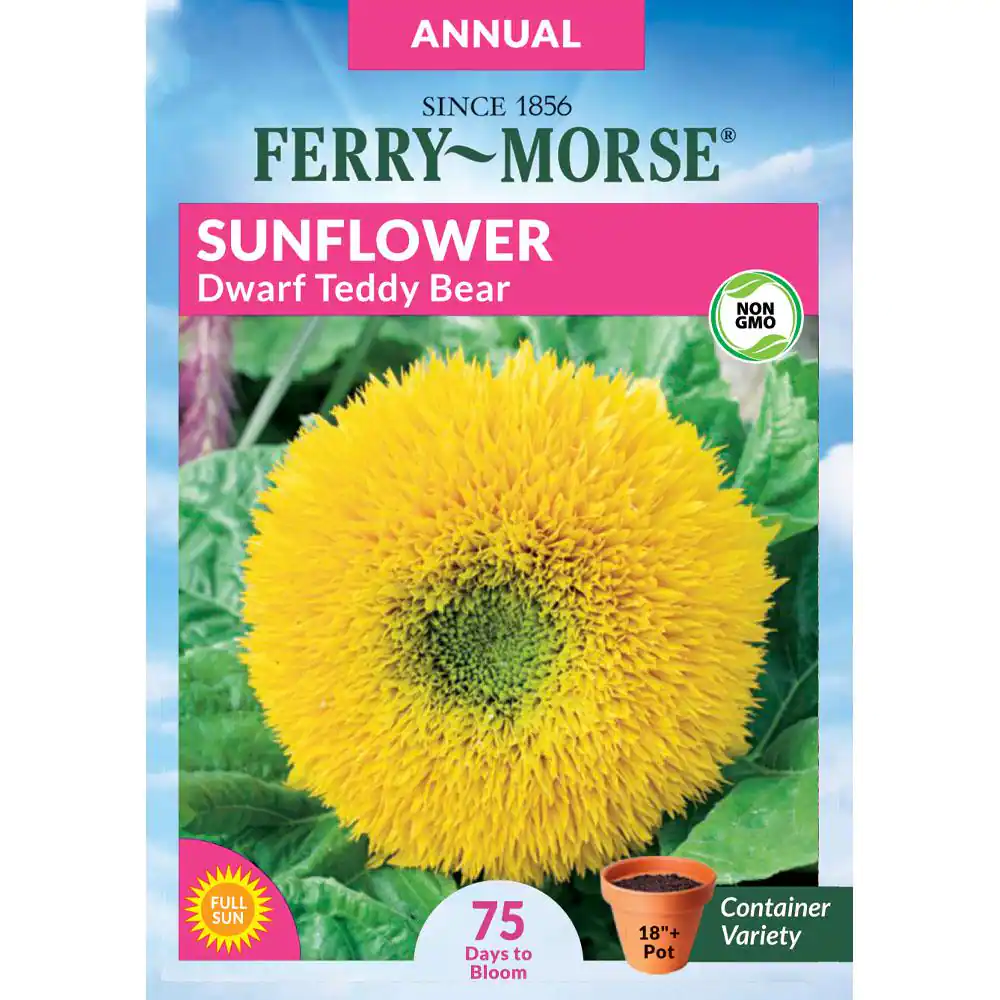 ANNUAL
SINCE 1856
FERRY~MORSE®
SUNFLOWER
Dwarf Teddy Bear
NON
GMO
FULL
SUN
75
Days to
Bloom
18"+
Pot
Container
Variety